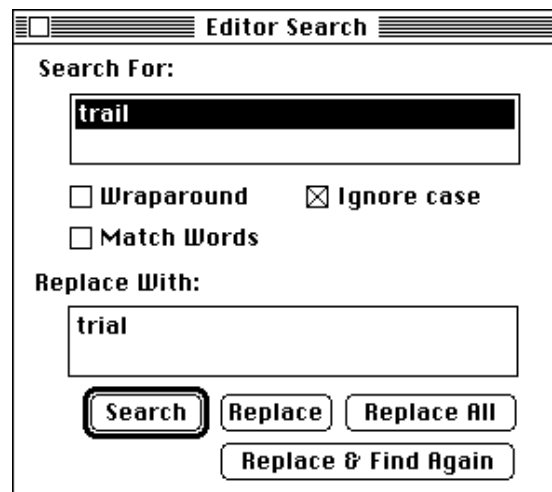 Editor Search
Search For:
trail
Wraparound Ignore case
Match Words
Replace With:
trial
Search Replace Replace All
Replace & Find Again